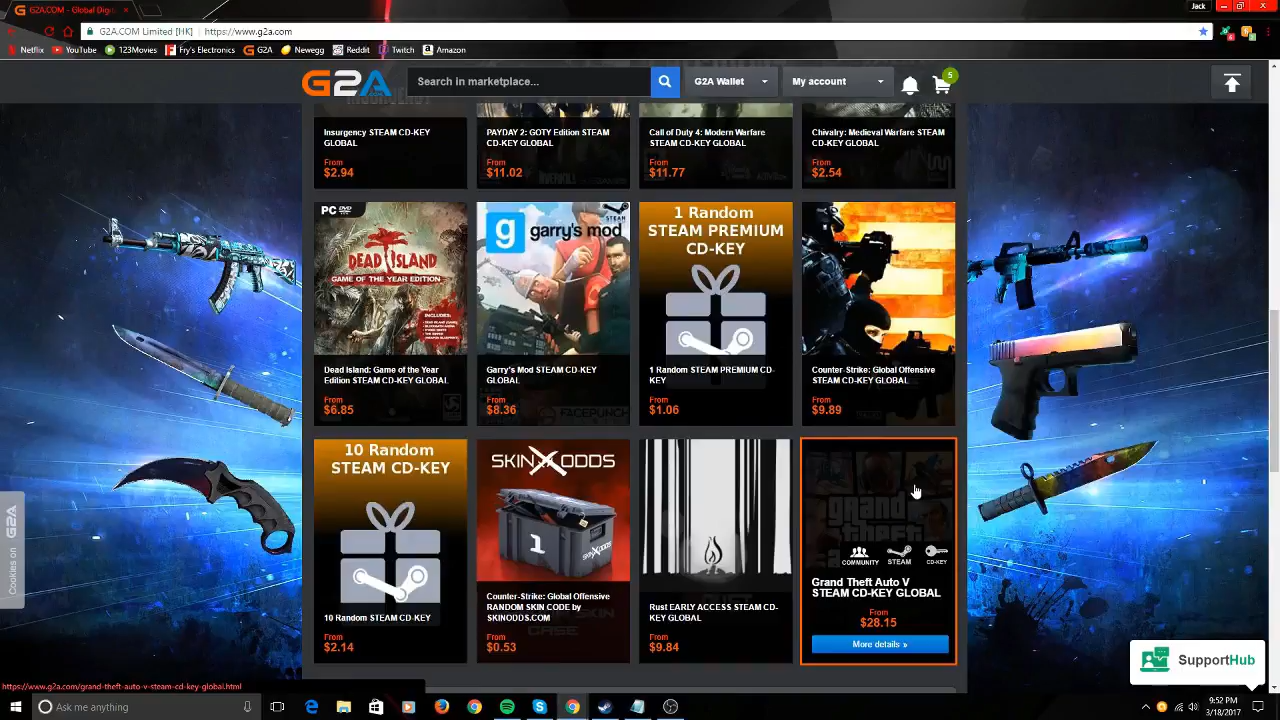 G2A.COM - Global Digi
Jack
G2A.COM Limited [HK] https://www.g2a.com
Netflix YouTube 123Movies Fry's Electronics G2A Newegg Reddit Twitch Amazon
G2A
Search in marketplace...
G2A Wallet
My account
5
Insurgency STEAM CD-KEY
GLOBAL
From
$2.94
PAYDAY 2: GOTY Edition STEAM
CD-KEY GLOBAL
From
$11.02
Call of Duty 4: Modern Warfare
STEAM CD-KEY GLOBAL
From
$11.77
Chivalry: Medieval Warfare STEAM
CD-KEY GLOBAL
From
$2.54
PC DVD
DEAD ISLAND
GAME OF THE YEAR EDITION
INCLUDES:
Dead Island: Game of the Year
Edition STEAM CD-KEY GLOBAL
From
$6.85
STEAM
g garry's mod
Garry's Mod STEAM CD-KEY
GLOBAL
FACEPUNCH
From
$8.36
1 Random
STEAM PREMIUM
CD-KEY
1 Random STEAM PREMIUM CD-
KEY
From
$1.06
Counter-Strike: Global Offensive
STEAM CD-KEY GLOBAL
From
$9.89
10 Random
STEAM CD-KEY
10 Random STEAM CD-KEY
From
$2.14
SKINXODDS
1
SKINXODDS
Counter-Strike: Global Offensive
RANDOM SKIN CODE by
SKINODDS.COM
CASE
From
$0.53
Rust EARLY ACCESS STEAM CD-
KEY GLOBAL
From
$9.84
grand
theft
COMMUNITY STEAM CD-KEY
Grand Theft Auto V
STEAM CD-KEY GLOBAL
From
$28.15
More details »
Cookies on G2A
SupportHub
https://www.g2a.com/grand-theft-auto-v-steam-cd-key-global.html
Ask me anything
9:52 PM
3/18/2017